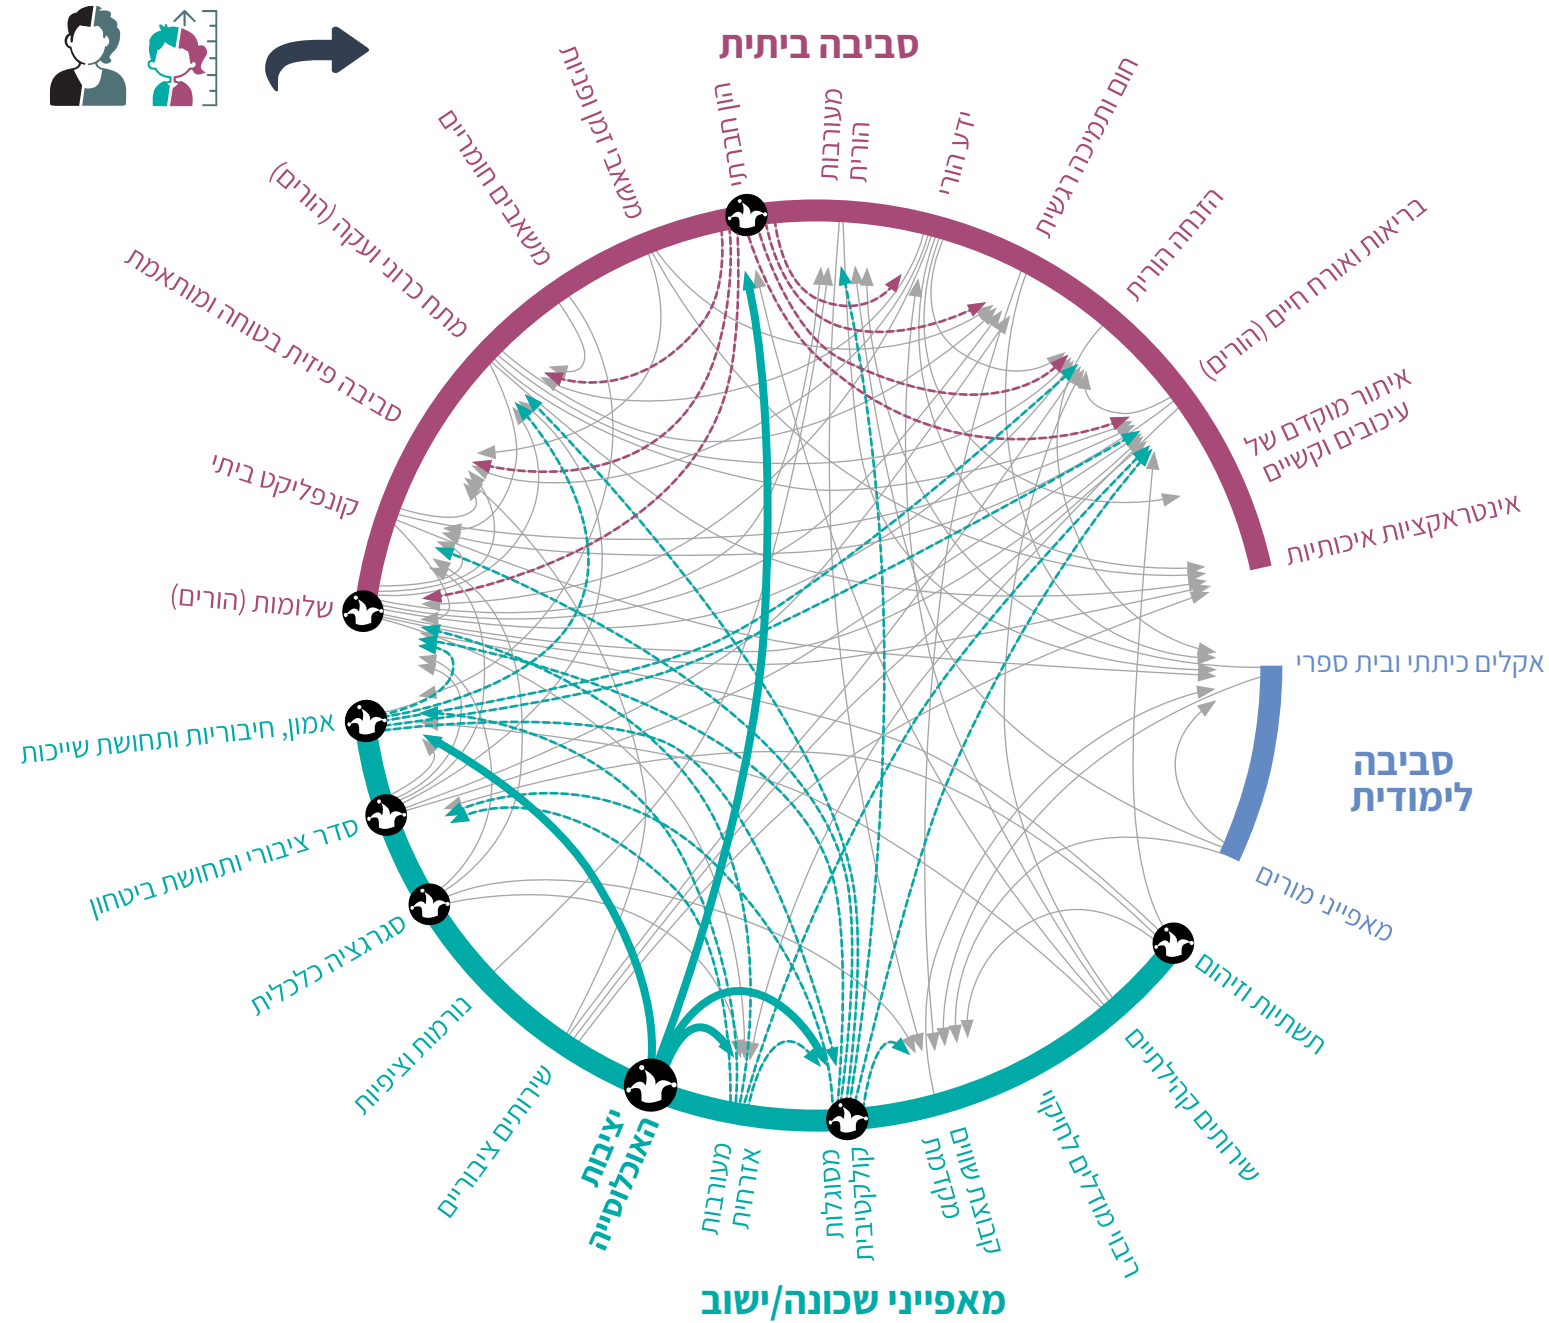 סביבה ביתית
הון חברתי
מעורבות
הורית
ידע הורי
חום ותמיכה רגשית
הזנחה הורית
בריאות ואורח חיים (הורים)
איתור מוקדם של
עיכובים וקשיים
אינטראקציות איכותיות
אקלים כיתתי ובית ספרי
סביבה
לימודית
מאפייני מורים
תשתיות וזיהום
שירותים קהילתיים
ריבוי מודלים לחיקוי
קבוצת שווים
מקדמת
מסוגלות
קולקטיבית
מעורבות
אזרחית
יציבות
האוכלוסייה
שירותים ציבוריים
נורמות וציפיות
סגרגציה כלכלית
סדר ציבורי ותחושת ביטחון
אמון, חיבוריות ותחושת שייכות
שלומות (הורים)
קונפליקט ביתי
סביבה פיזית בטוחה ומותאמת
מתח כרוני ועקה (הורים)
משאבים חומריים
משאבי זמן ופניות
מאפייני שכונה/ישוב